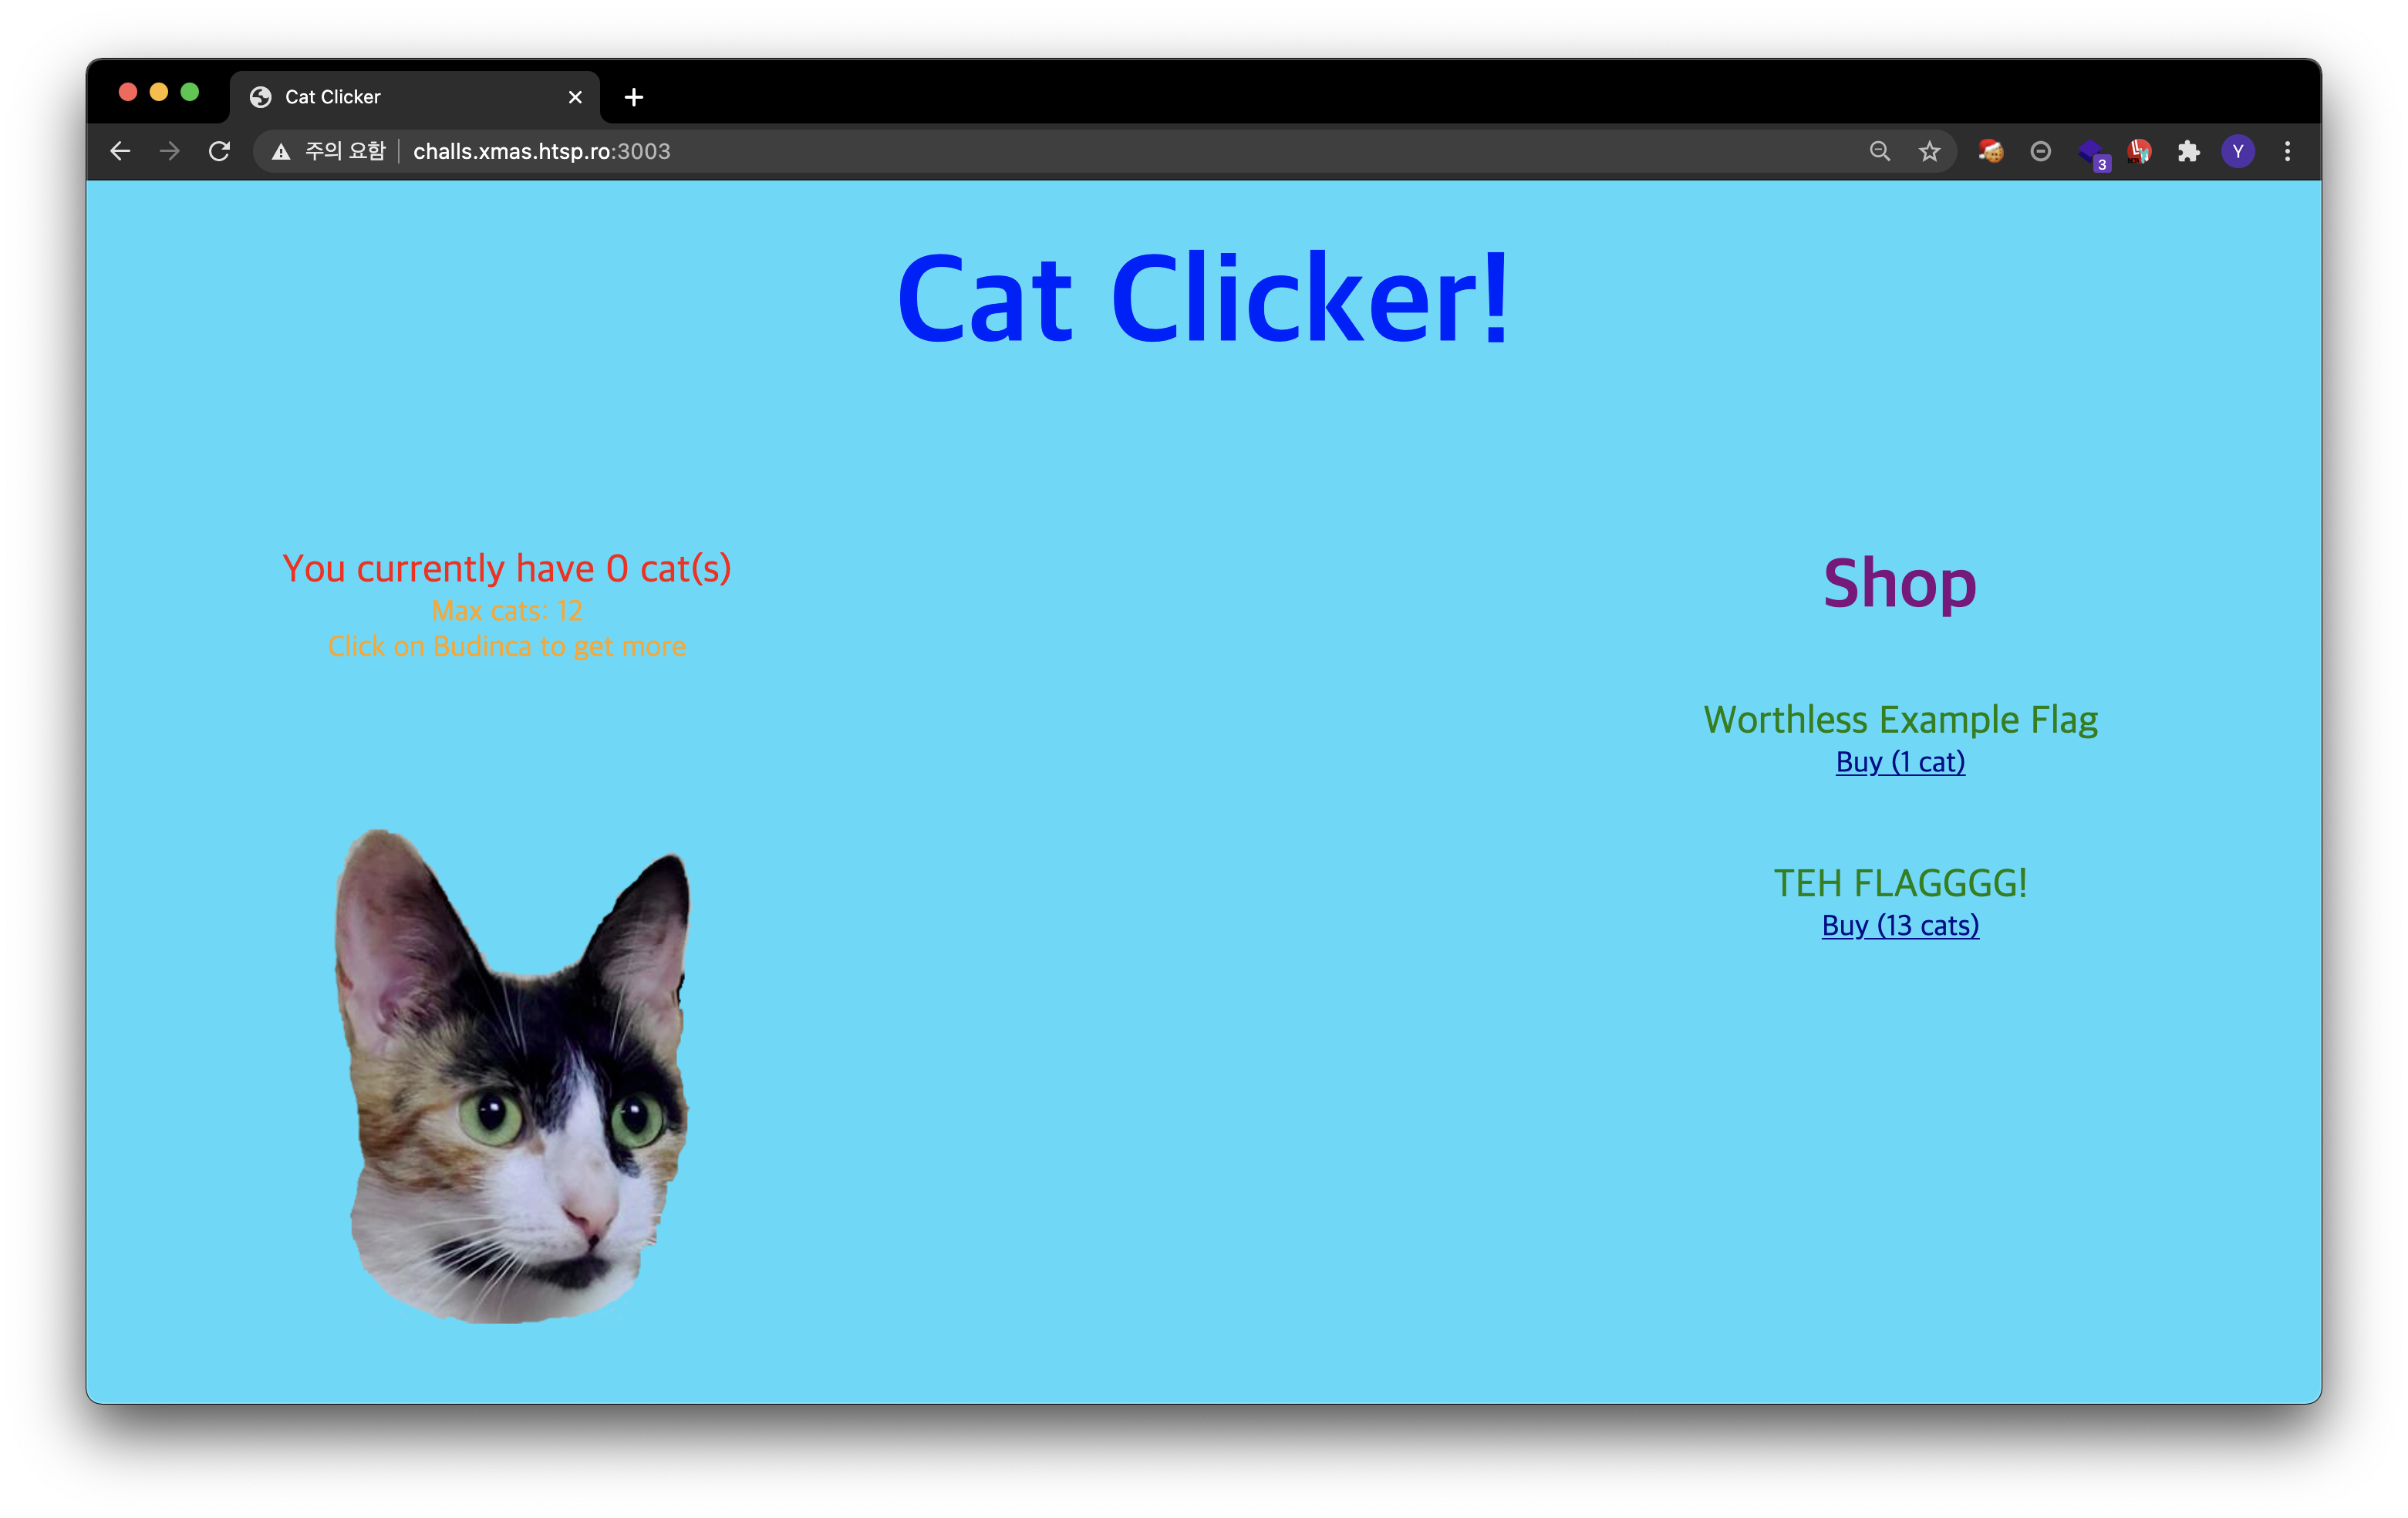 Cat Clicker
주의 요함 challs.xmas.htsp.ro:3003
3
Y
Cat Clicker!
You currently have 0 cat(s)
Max cats: 12
Click on Budinca to get more
Shop
Worthless Example Flag
Buy (1 cat)
TEH FLAGGGG!
Buy (13 cats)